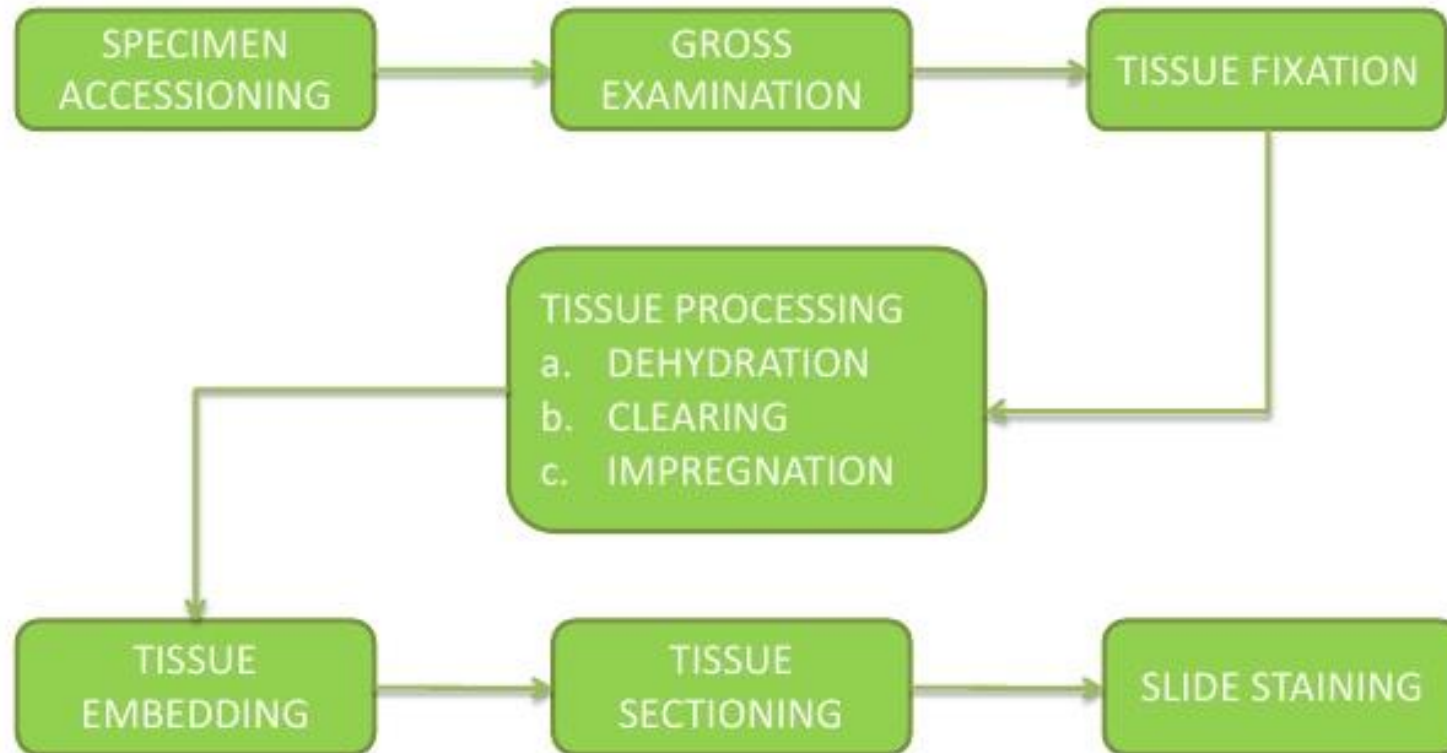 SPECIMEN
ACCESSIONING
GROSS
EXAMINATION
TISSUE FIXATION
TISSUE PROCESSING
a. DEHYDRATION
b. CLEARING
c. IMPREGNATION
TISSUE
EMBEDDING
TISSUE
SECTIONING
SLIDE STAINING